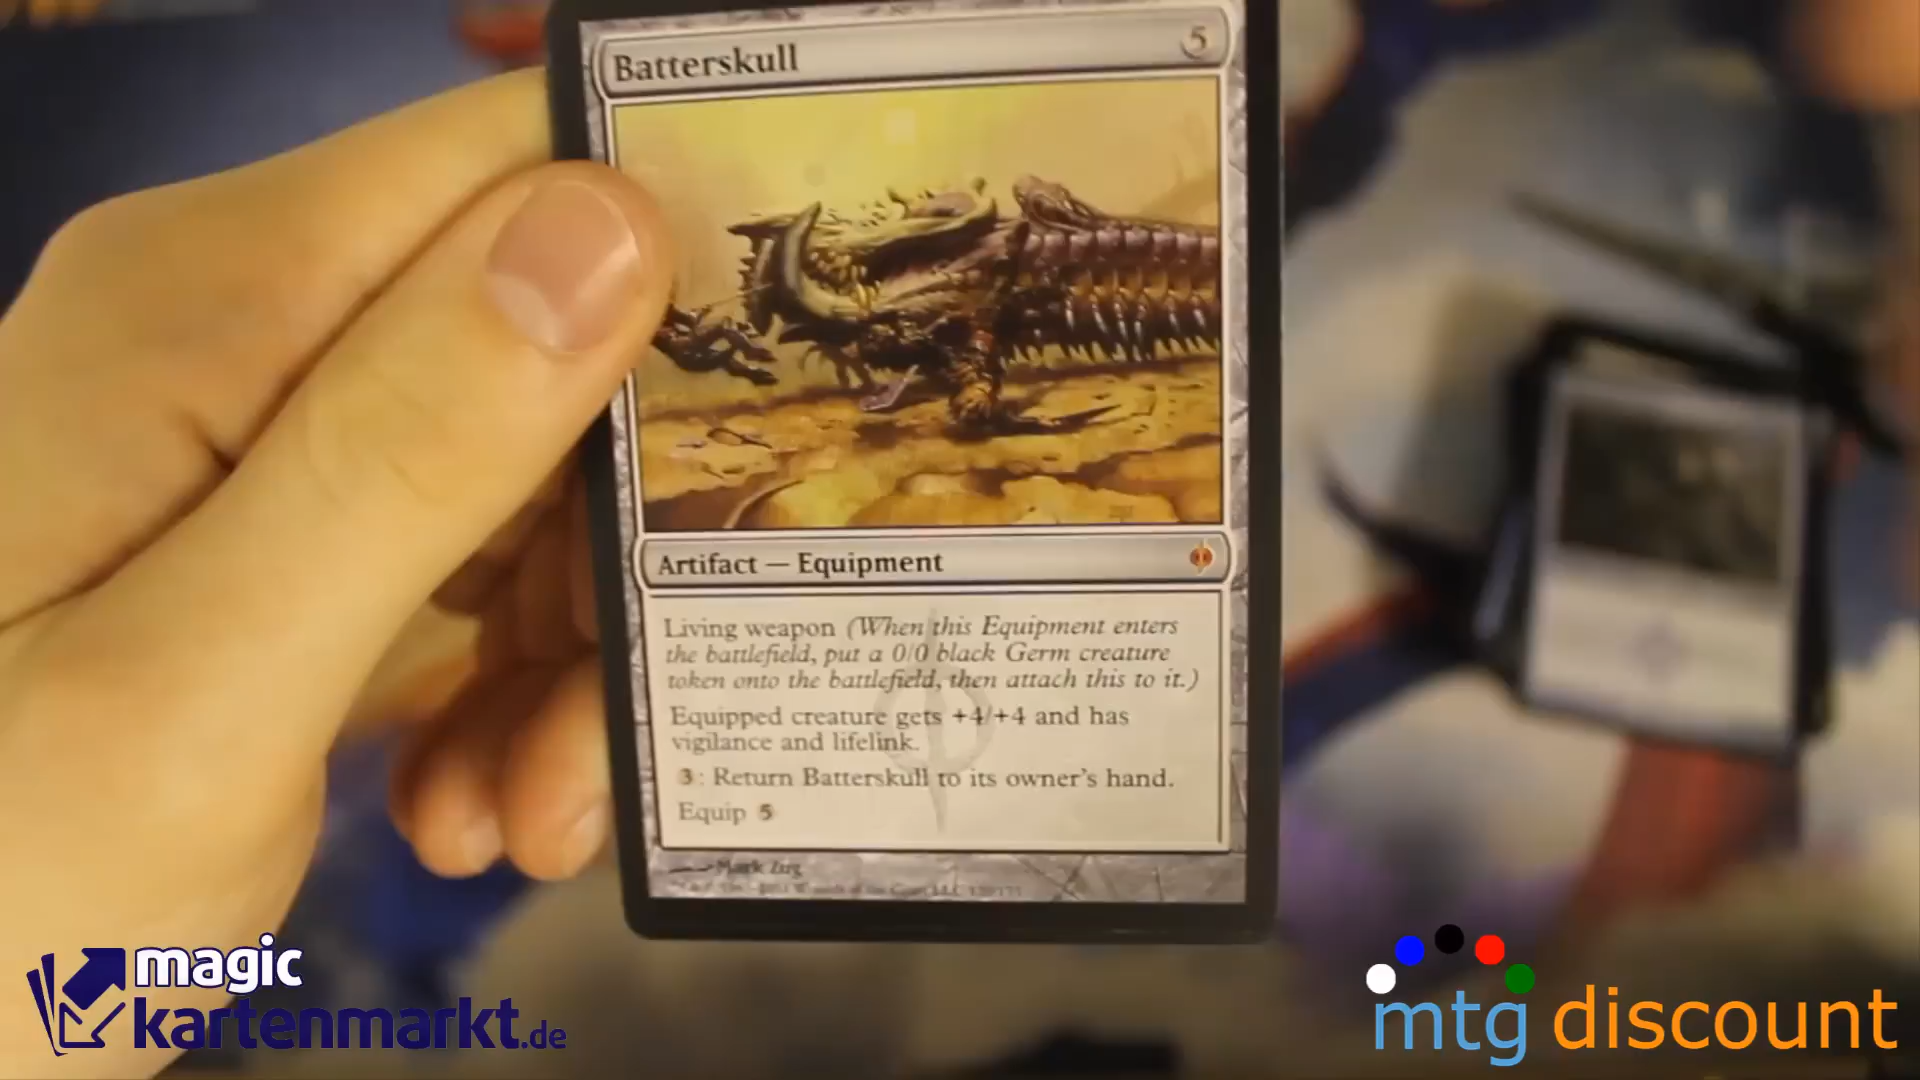 Batterskull 5
Artifact — Equipment
Living weapon (When this Equipment enters
the battlefield, put a 0/0 black Germ creature
token onto the battlefield, then attach this to it.)
Equipped creature gets +4/+4 and has
vigilance and lifelink.
3: Return Batterskull to its owner's hand.
Equip 5
Mark Zug
magic
kartenmarkt.de
mtg discount